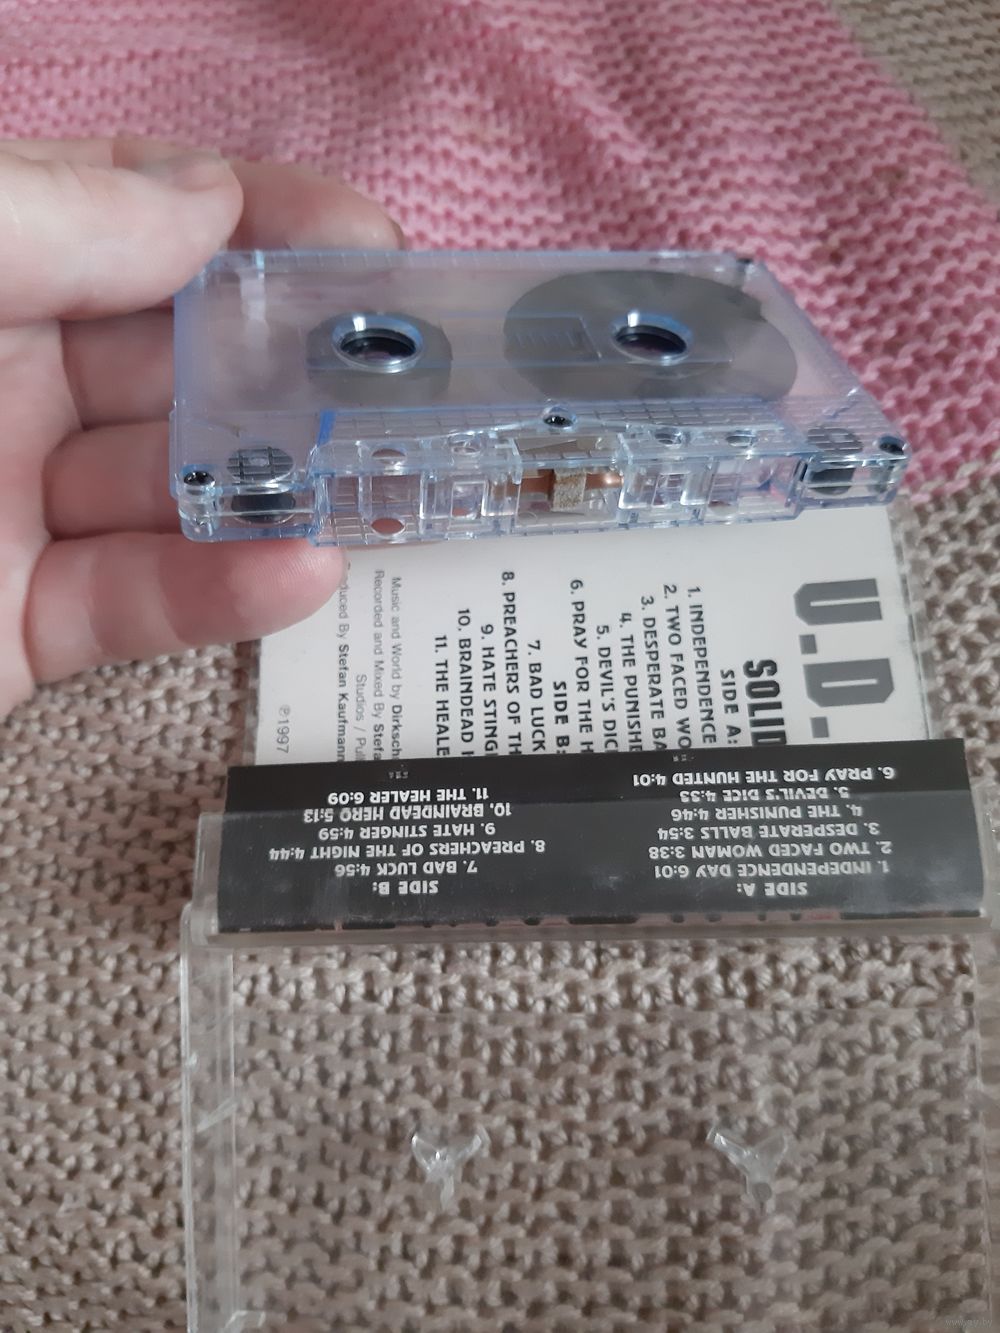 U.D.
SOLID
SIDE A:
1. INDEPENDENCE
2. TWO FACED WO
3. DESPERATE BA
4. THE PUNISHE
5. DEVIL'S DIC
6. PRAY FOR THE H
SIDE B:
7. BAD LUCK
8. PREACHERS OF TH
9. HATE STING
10. BRAINDEAD H
11. THE HEALE
Music and World by Dirksch
Recorded and Mixed By Stefa
Studios / Pul
duced By Stefan Kaufmann
℗1997
SIDE A:
1. INDEPENDENCE DAY 6:01
2. TWO FACED WOMAN 3:38
3. DESPERATE BALLS 3:54
4. THE PUNISHER 4:46
5. DEVIL'S DICE 4:33
6. PRAY FOR THE HUNTED 4:01
SIDE B:
7. BAD LUCK 4:56
8. PREACHERS OF THE NIGHT 4:44
9. HATE STINGER 4:59
10. BRAINDEAD HERO 5:13
11. THE HEALER 6:09